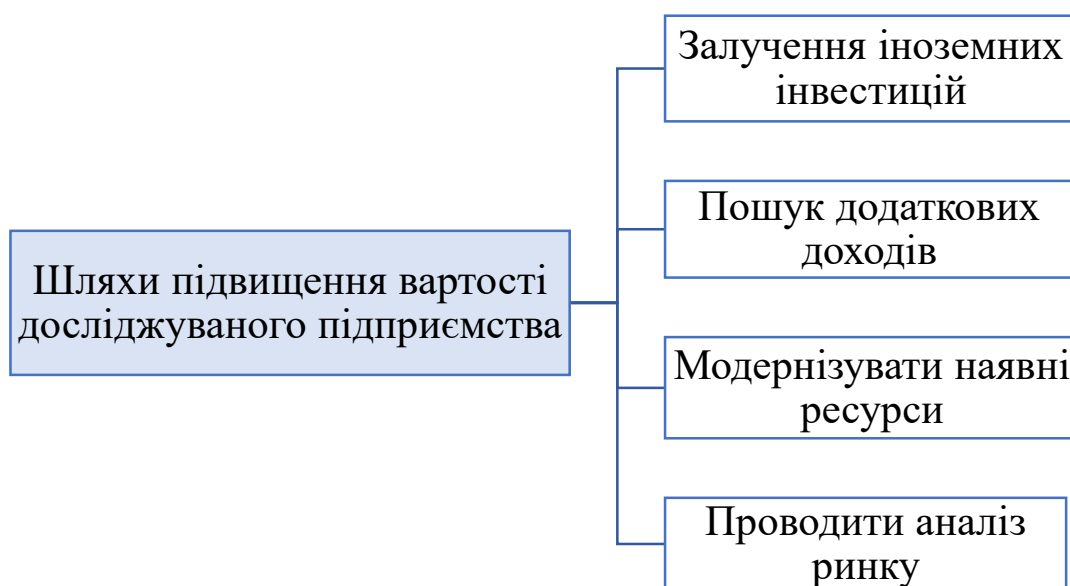 Залучення іноземних
інвестицій
Пошук додаткових
доходів
Шляхи підвищення вартості
досліджуваного підприємства
Модернізувати наявні
ресурси
Проводити аналіз
ринку